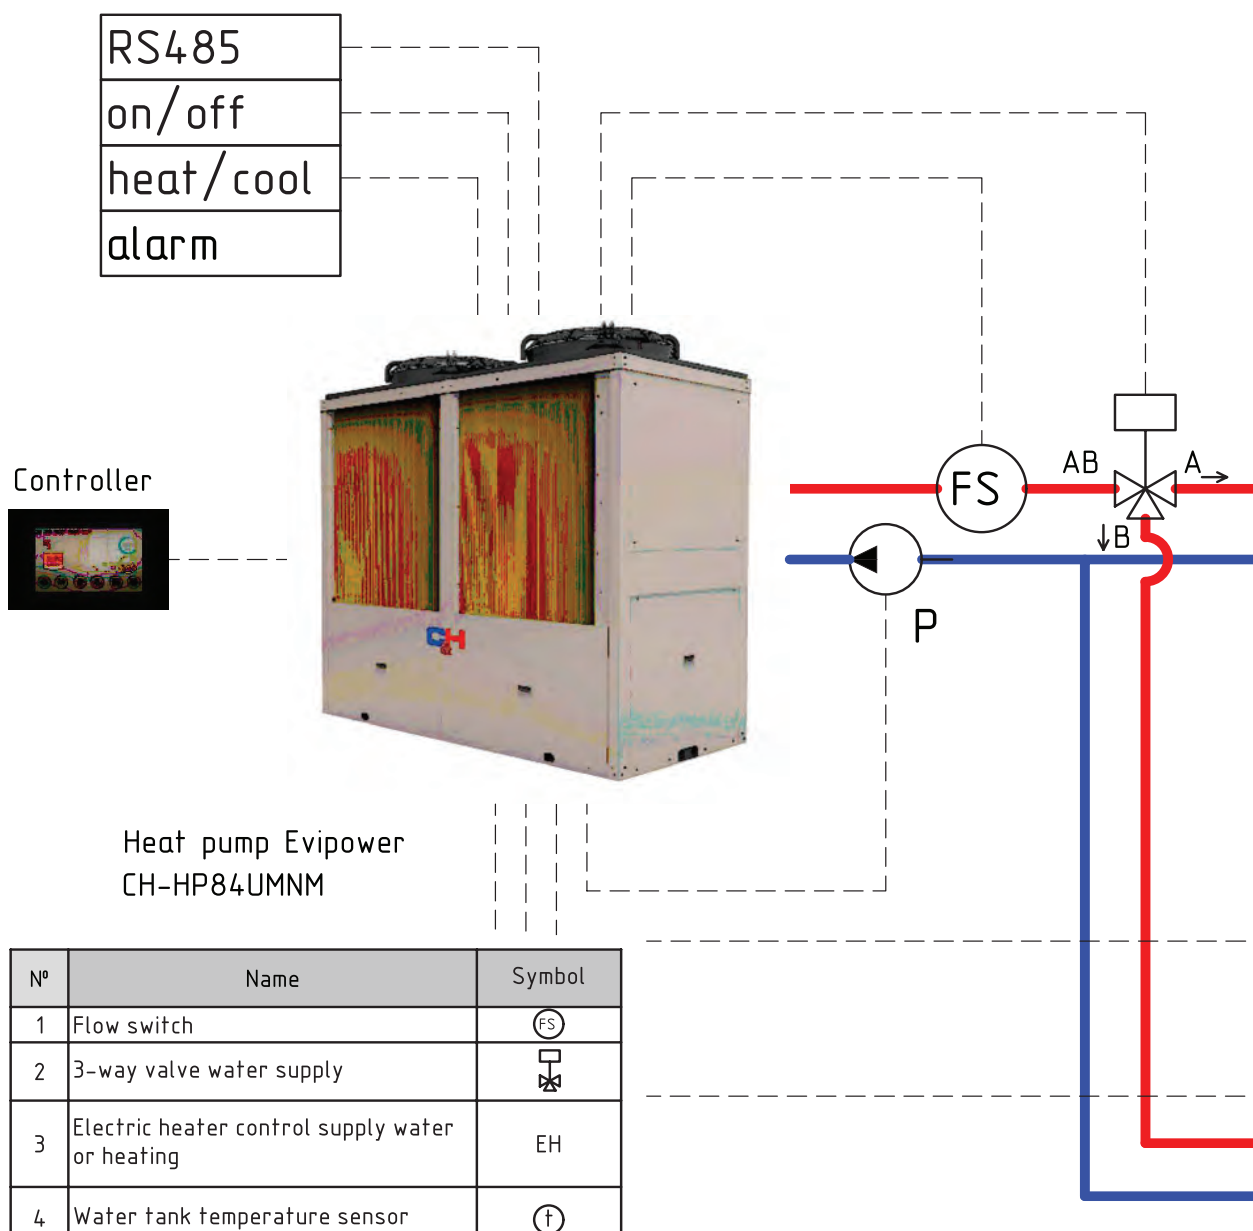 RS485
on/off
heat/cool
alarm
Controller
FS
AB
A
B
P
CH
Heat pump Evipower
CH-HP84UMNM
Nº Name Symbol
1 Flow switch FS
2 3-way valve water supply
3 Electric heater control supply water
or heating EH
4 Water tank temperature sensor t